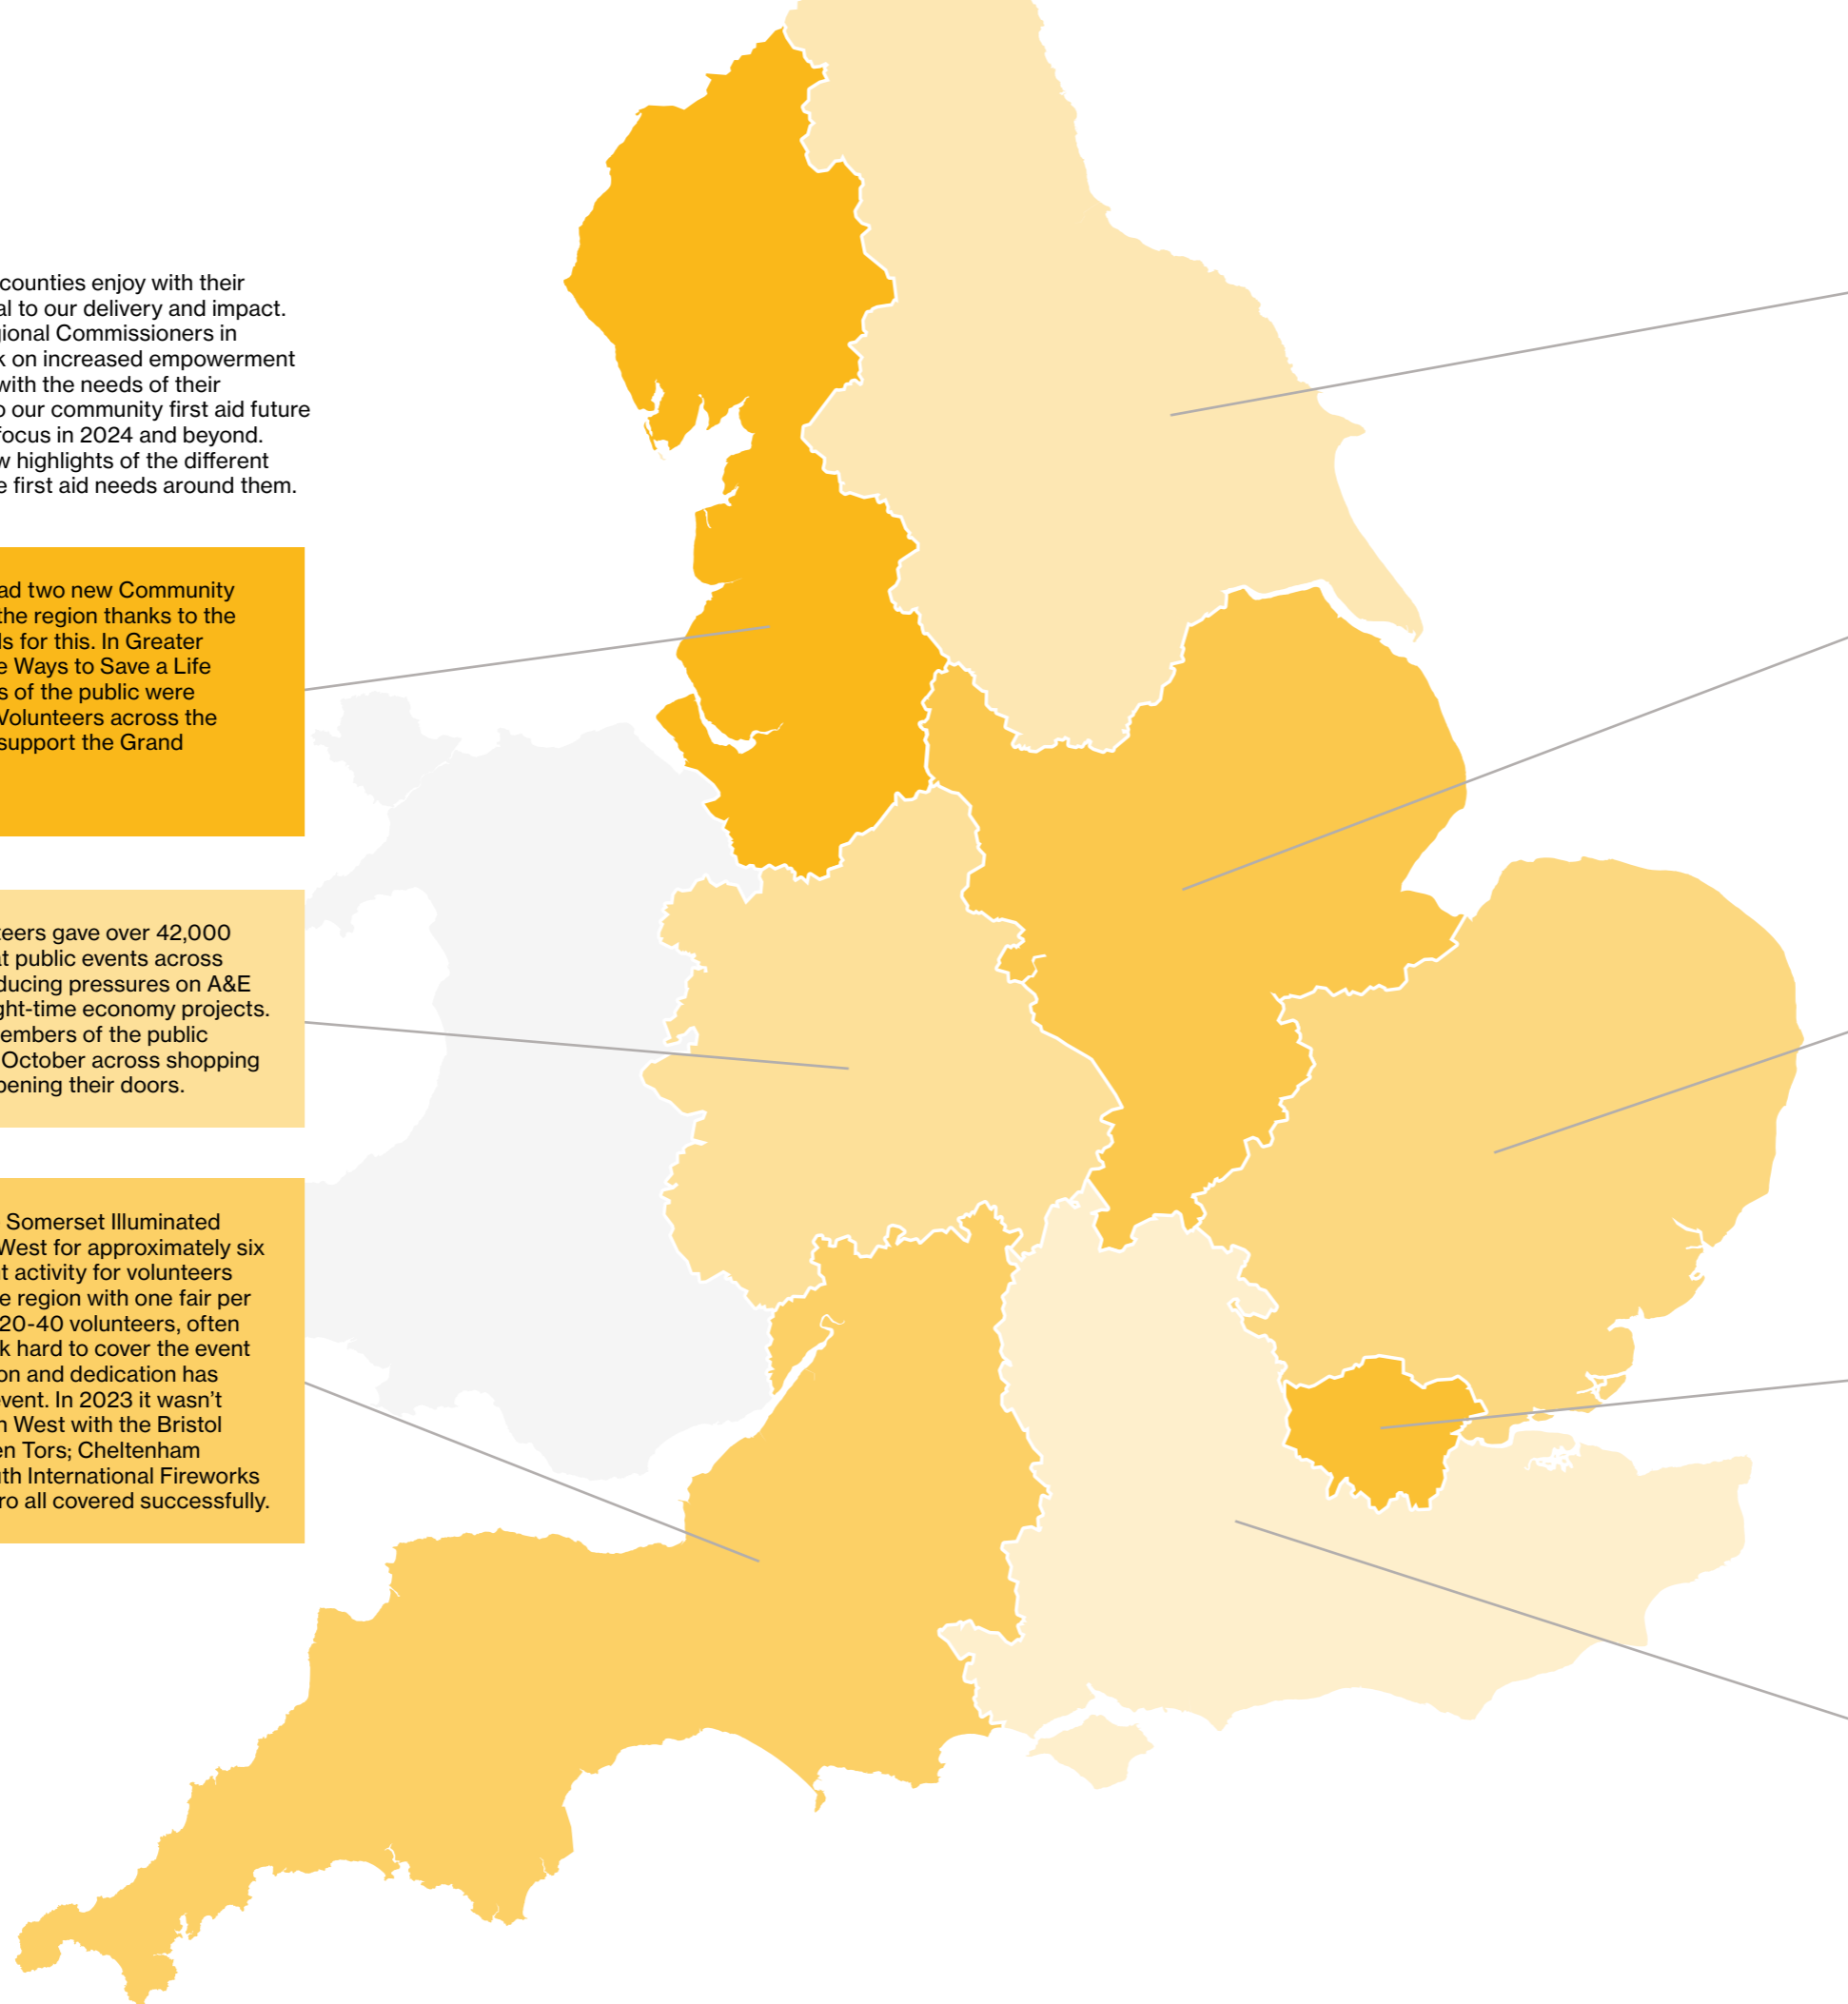 counties enjoy with their
al to our delivery and impact.
gional Commissioners in
k on increased empowerment
with the needs of their
o our community first aid future
focus in 2024 and beyond.
w highlights of the different
e first aid needs around them.
ad two new Community
the region thanks to the
ls for this. In Greater
e Ways to Save a Life
s of the public were
Volunteers across the
support the Grand
teers gave over 42,000
at public events across
ducing pressures on A&E
ght-time economy projects.
embers of the public
October across shopping
pening their doors.
Somerset Illuminated
West for approximately six
nt activity for volunteers
e region with one fair per
20-40 volunteers, often
k hard to cover the event
on and dedication has
event. In 2023 it wasn’t
h West with the Bristol
en Tors; Cheltenham
uth International Fireworks
ro all covered successfully.